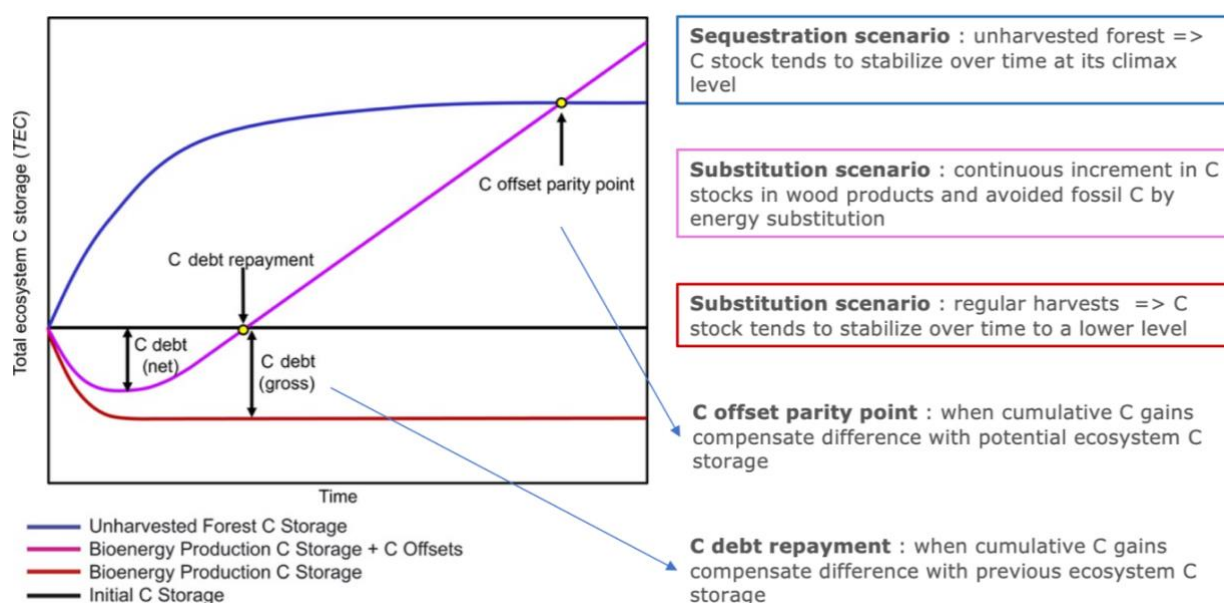 Total ecosystem C storage (TEC)
C offset parity point
C debt repayment
C debt
(net)
C debt
(gross)
Time
Unharvested Forest C Storage
Bioenergy Production C Storage + C Offsets
Bioenergy Production C Storage
Initial C Storage
Sequestration scenario : unharvested forest =>
C stock tends to stabilize over time at its climax
level
Substitution scenario : continuous increment in C
stocks in wood products and avoided fossil C by
energy substitution
Substitution scenario : regular harvests => C
stock tends to stabilize over time to a lower level
C offset parity point : when cumulative C gains
compensate difference with potential ecosystem C
storage
C debt repayment : when cumulative C gains
compensate difference with previous ecosystem C
storage